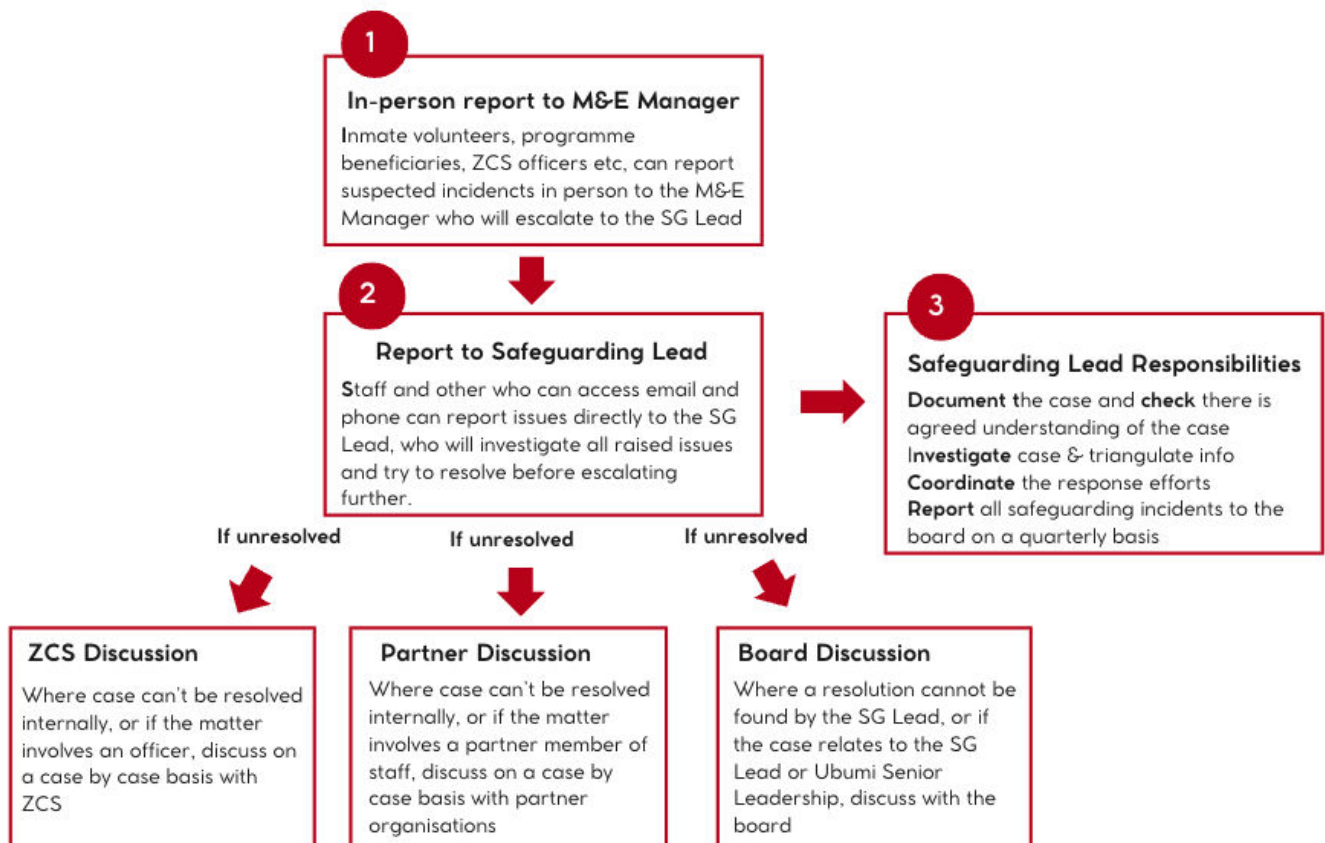 1
In-person report to M&E Manager
Inmate volunteers, programme
beneficiaries, ZCS officers etc, can report
suspected incidencts in person to the M&E
Manager who will escalate to the SG Lead
2
Report to Safeguarding Lead
Staff and other who can access email and
phone can report issues directly to the SG
Lead, who will investigate all raised issues
and try to resolve before escalating
further.
3
Safeguarding Lead Responsibilities
Document the case and check there is
agreed understanding of the case
Investigate case & triangulate info
Coordinate the response efforts
Report all safeguarding incidents to the
board on a quarterly basis
If unresolved
If unresolved
If unresolved
ZCS Discussion
Where case can't be resolved
internally, or if the matter
involves an officer, discuss on
a case by case basis with
ZCS
Partner Discussion
Where case can't be resolved
internally, or if the matter
involves a partner member of
staff, discuss on a case by
case basis with partner
organisations
Board Discussion
Where a resolution cannot be
found by the SG Lead, or if
the case relates to the SG
Lead or Ubumi Senior
Leadership, discuss with the
board